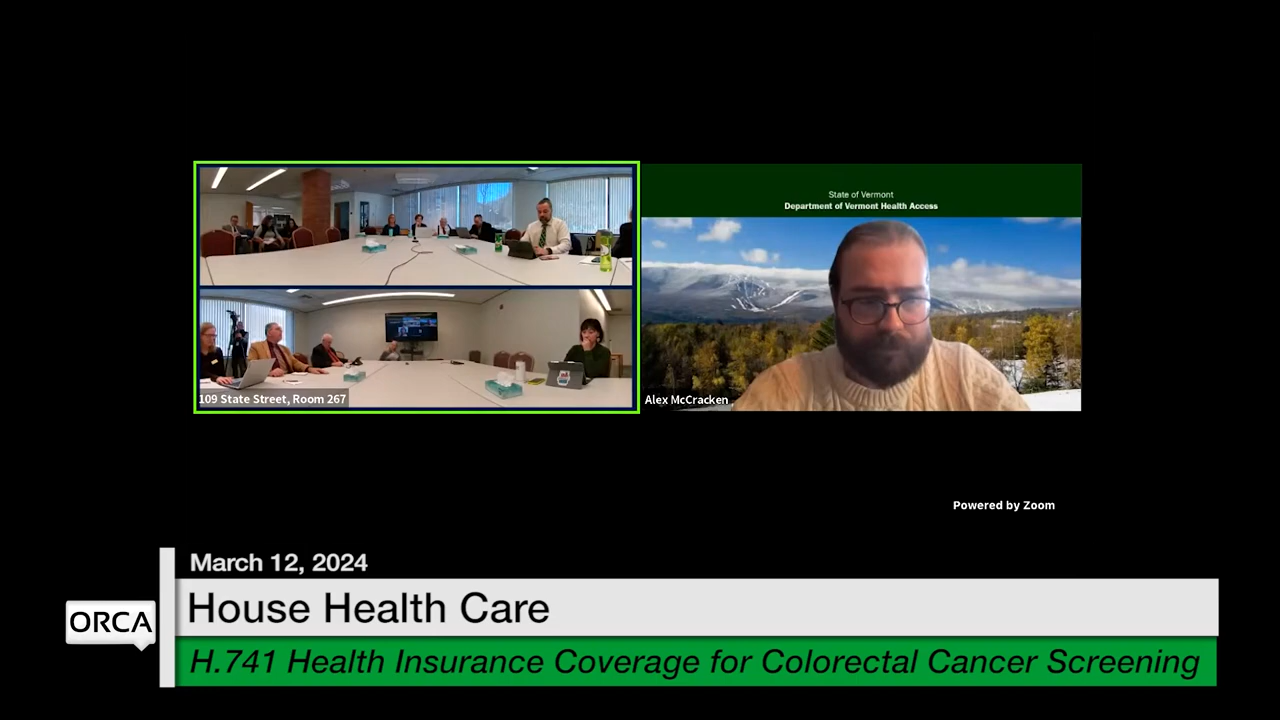 State of Vermont
Department of Vermont Health Access
109 State Street, Room 267
Alex McCracken
Powered by Zoom
March 12, 2024
House Health Care
ORCA
H.741 Health Insurance Coverage for Colorectal Cancer Screening